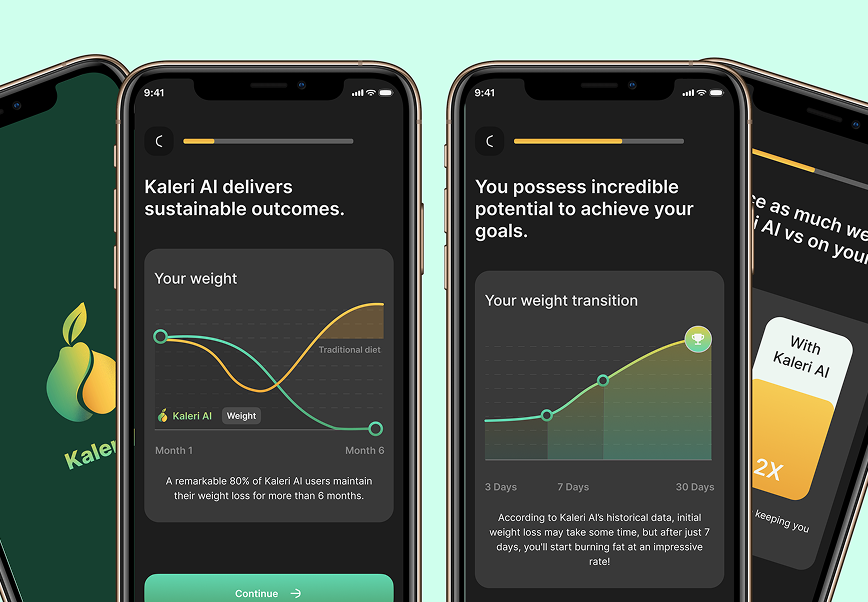 Kaler
9:41
Kaleri AI delivers
sustainable outcomes.
Your weight
Traditional diet
Kaleri AI
Weight
Month 1
Month 6
A remarkable 80% of Kaleri AI users maintain
their weight loss for more than 6 months.
Continue
9:41
You possess incredible
potential to achieve your
goals.
Your weight transition
3 Days
7 Days
30 Days
According to Kaleri AI's historical data, initial
weight loss may take some time, but after just 7
days, you'll start burning fat at an impressive
rate!
as much we
AI vs on your
With
Kaleri AI
2X
keeping you